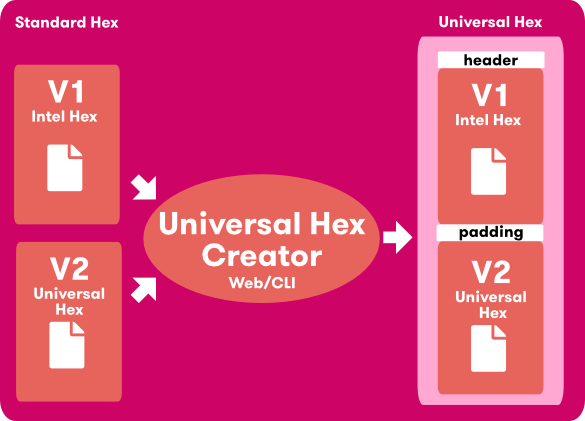 Standard Hex
V1
Intel Hex
V2
Universal
Hex
Universal Hex
Creator
Web/CLI
Universal Hex
header
V1
Intel Hex
padding
V2
Universal
Hex